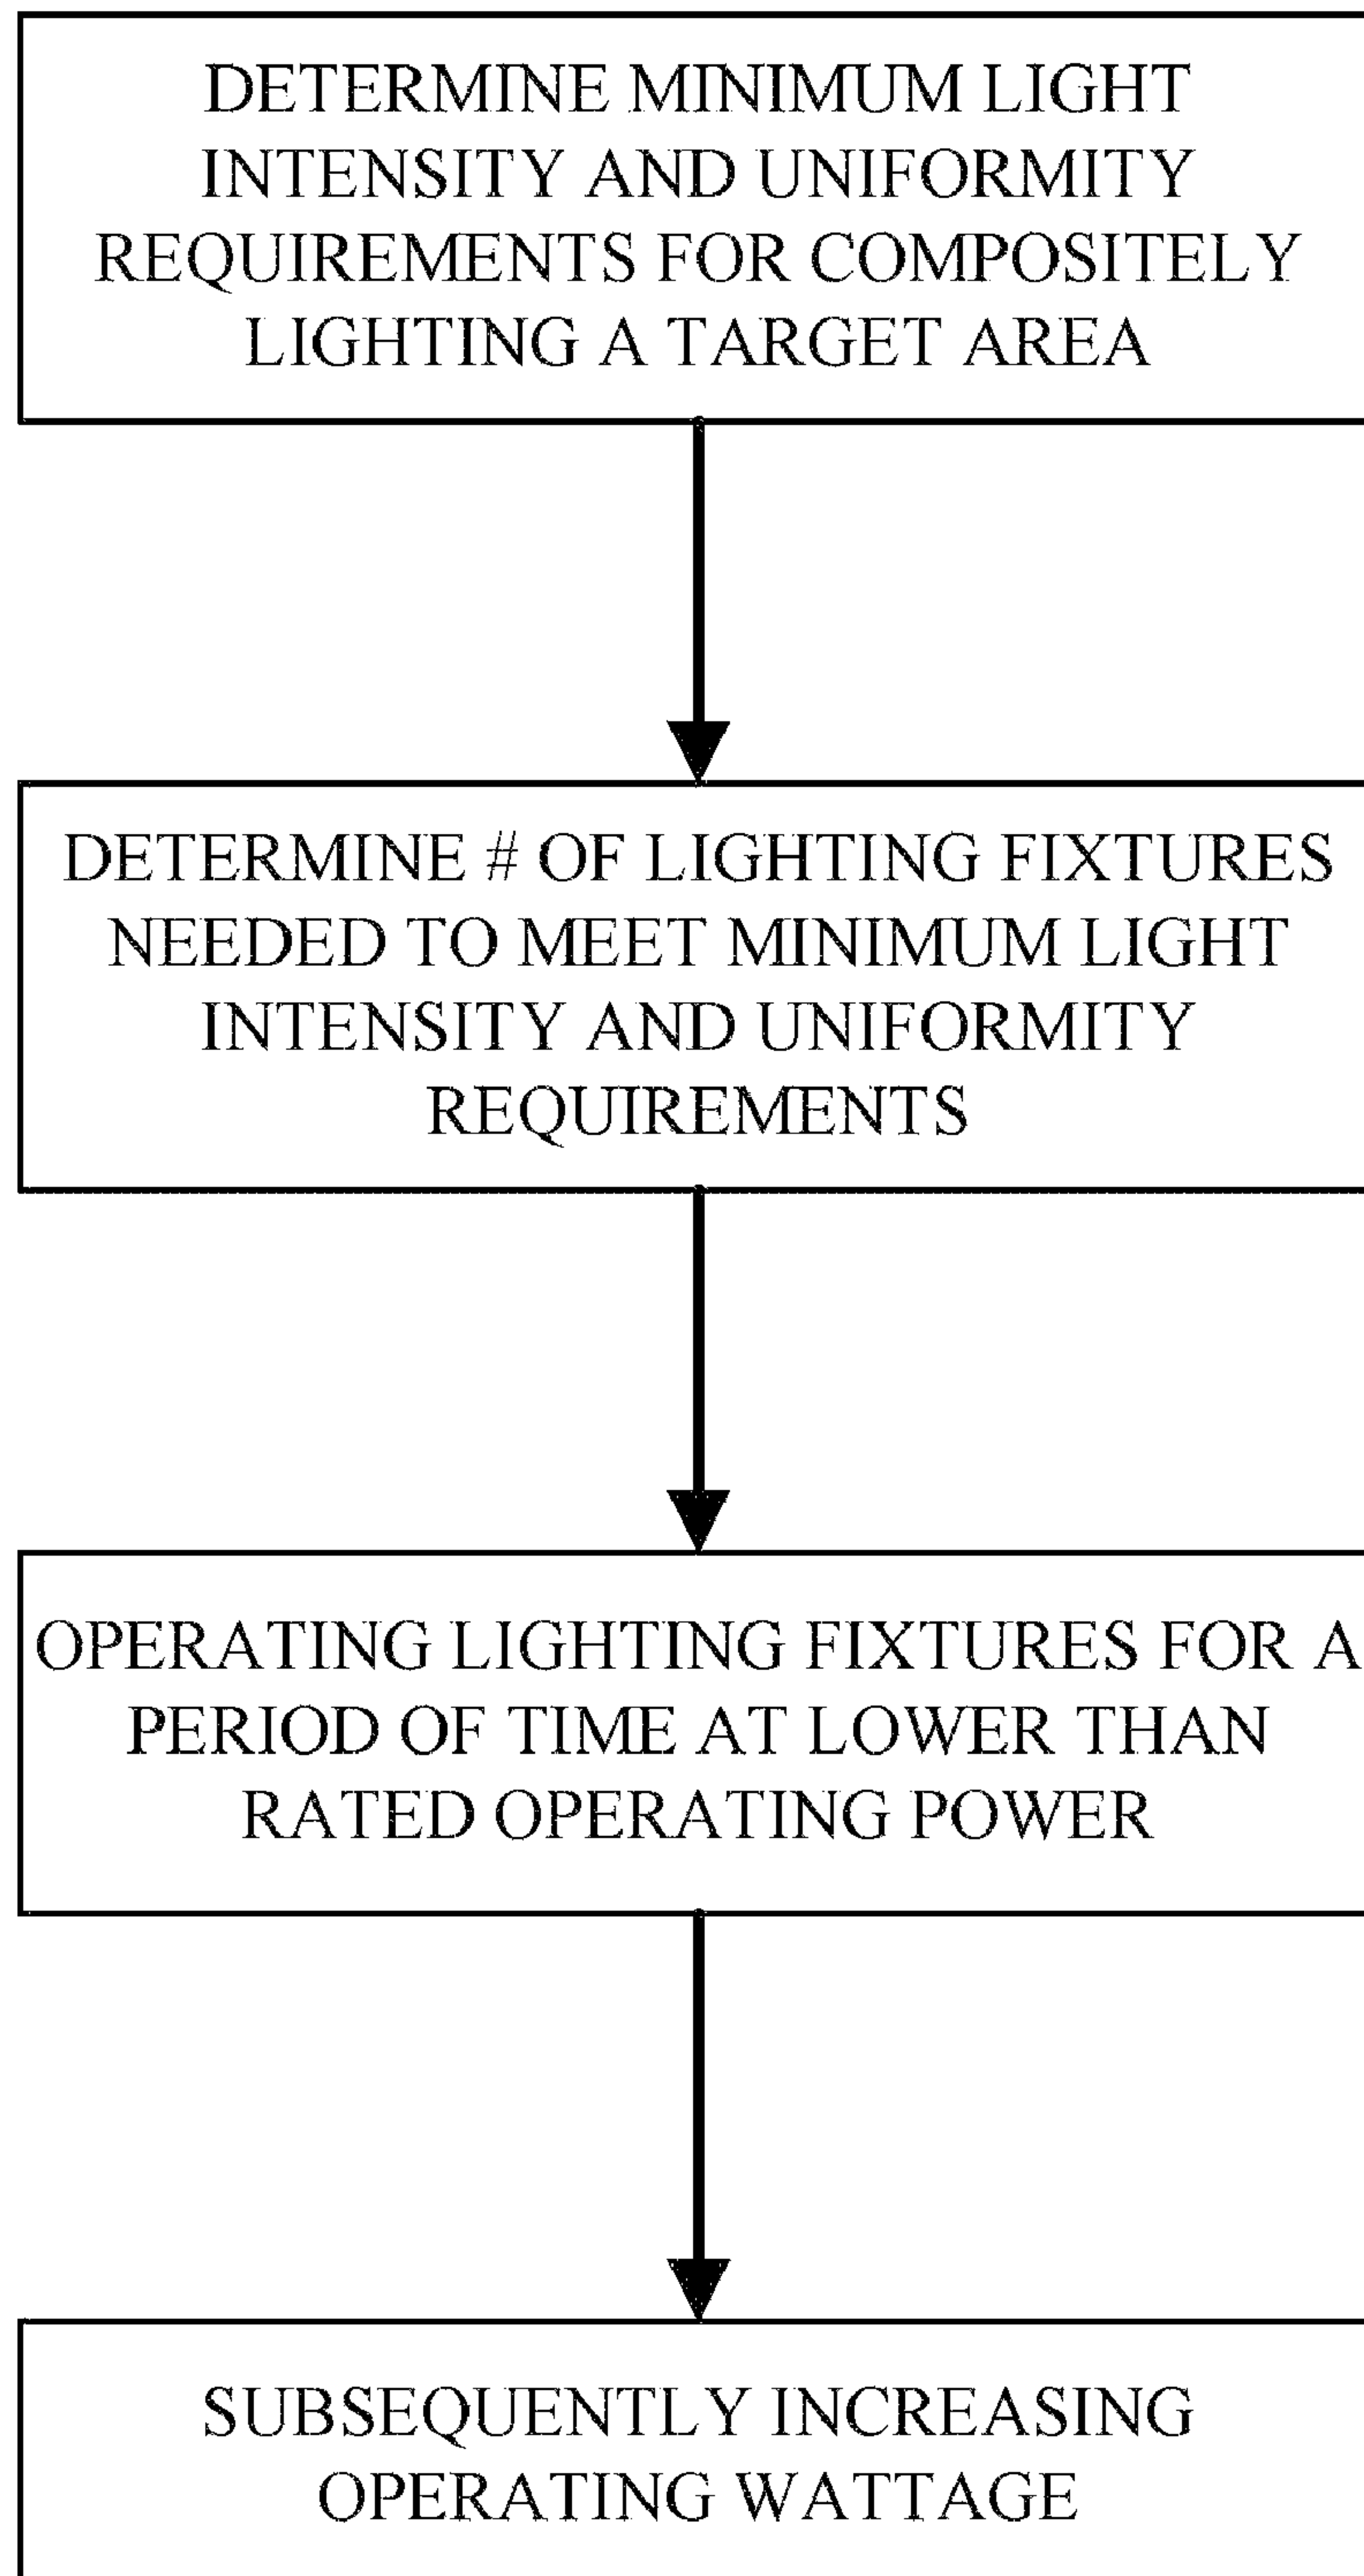 DETERMINE MINIMUM LIGHT
INTENSITY AND UNIFORMITY
REQUIREMENTS FOR COMPOSITELY
LIGHTING A TARGET AREA
DETERMINE # OF LIGHTING FIXTURES
NEEDED TO MEET MINIMUM LIGHT
INTENSITY AND UNIFORMITY
REQUIREMENTS
OPERATING LIGHTING FIXTURES FOR A
PERIOD OF TIME AT LOWER THAN
RATED OPERATING POWER
SUBSEQUENTLY INCREASING
OPERATING WATTAGE